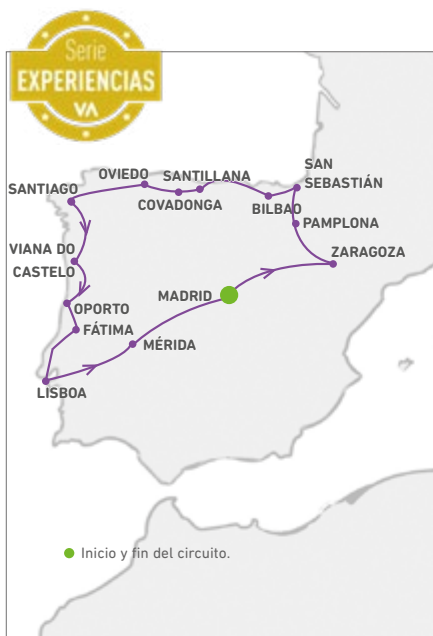 Serie
EXPERIENCIAS
VA
SAN
SEBASTIÁN
OVIEDO
SANTILLANA
SANTIAGO
COVADONGA
BILBAO
PAMPLONA
VIANA DO
CASTELO
ZARAGOZA
MADRID
OPORTO
FÁTIMA
MÉRIDA
LISBOA
Inicio y fin del circuito.